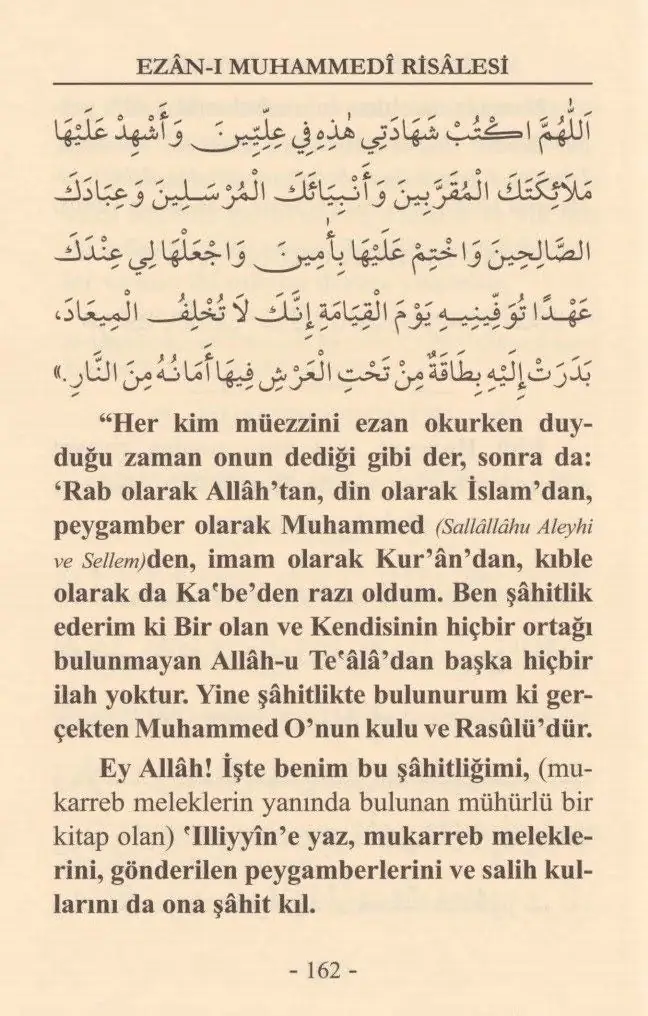 EZÂN-I MUHAMMEDÎ RİSÂLESİ
اَللّٰهُمَّ اكْتُبْ شَهَادَتِي هٰذِهِ فِي عِلِّيِّينَ وَأَشْهِدْ عَلَيْهَا
مَلَائِكَتَكَ الْمُقَرَّبِينَ وَأَنْبِيَائَكَ الْمُرْسَلِينَ وَعِبَادَكَ
الصَّالِحِينَ وَاخْتِمْ عَلَيْهَا بِأٰمِينَ وَاجْعَلْهَا لِي عِنْدَكَ
عَهْدًا تُوَفِّينِيهِ يَوْمَ الْقِيَامَةِ إِنَّكَ لَا تُخْلِفُ الْمِيعَادَ،
بَدَرَتْ إِلَيْهِ بِطَاقَةٌ مِنْ تَحْتِ الْعَرْشِ فِيهَا أَمَانُهُ مِنَ النَّارِ.»
“Her kim müezzini ezan okurken duy-
duğu zaman onun dediği gibi der, sonra da:
‘Rab olarak Allâh’tan, din olarak İslam’dan,
peygamber olarak Muhammed (Sallâllâhu Aleyhi
ve Sellem)den, imam olarak Kur’ân’dan, kıble
olarak da Ka‘be’den razı oldum. Ben şâhitlik
ederim ki Bir olan ve Kendisinin hiçbir ortağı
bulunmayan Allâh-u Te‘âlâ’dan başka hiçbir
ilah yoktur. Yine şâhitlikte bulunurum ki ger-
çekten Muhammed O’nun kulu ve Rasûlü’dür.
Ey Allâh! İşte benim bu şâhitliğimi, (mu-
karreb meleklerin yanında bulunan mühürlü bir
kitap olan) ‘Illiyyîn’e yaz, mukarreb melekle-
rini, gönderilen peygamberlerini ve salih kul-
larını da ona şâhit kıl.
- 162 -